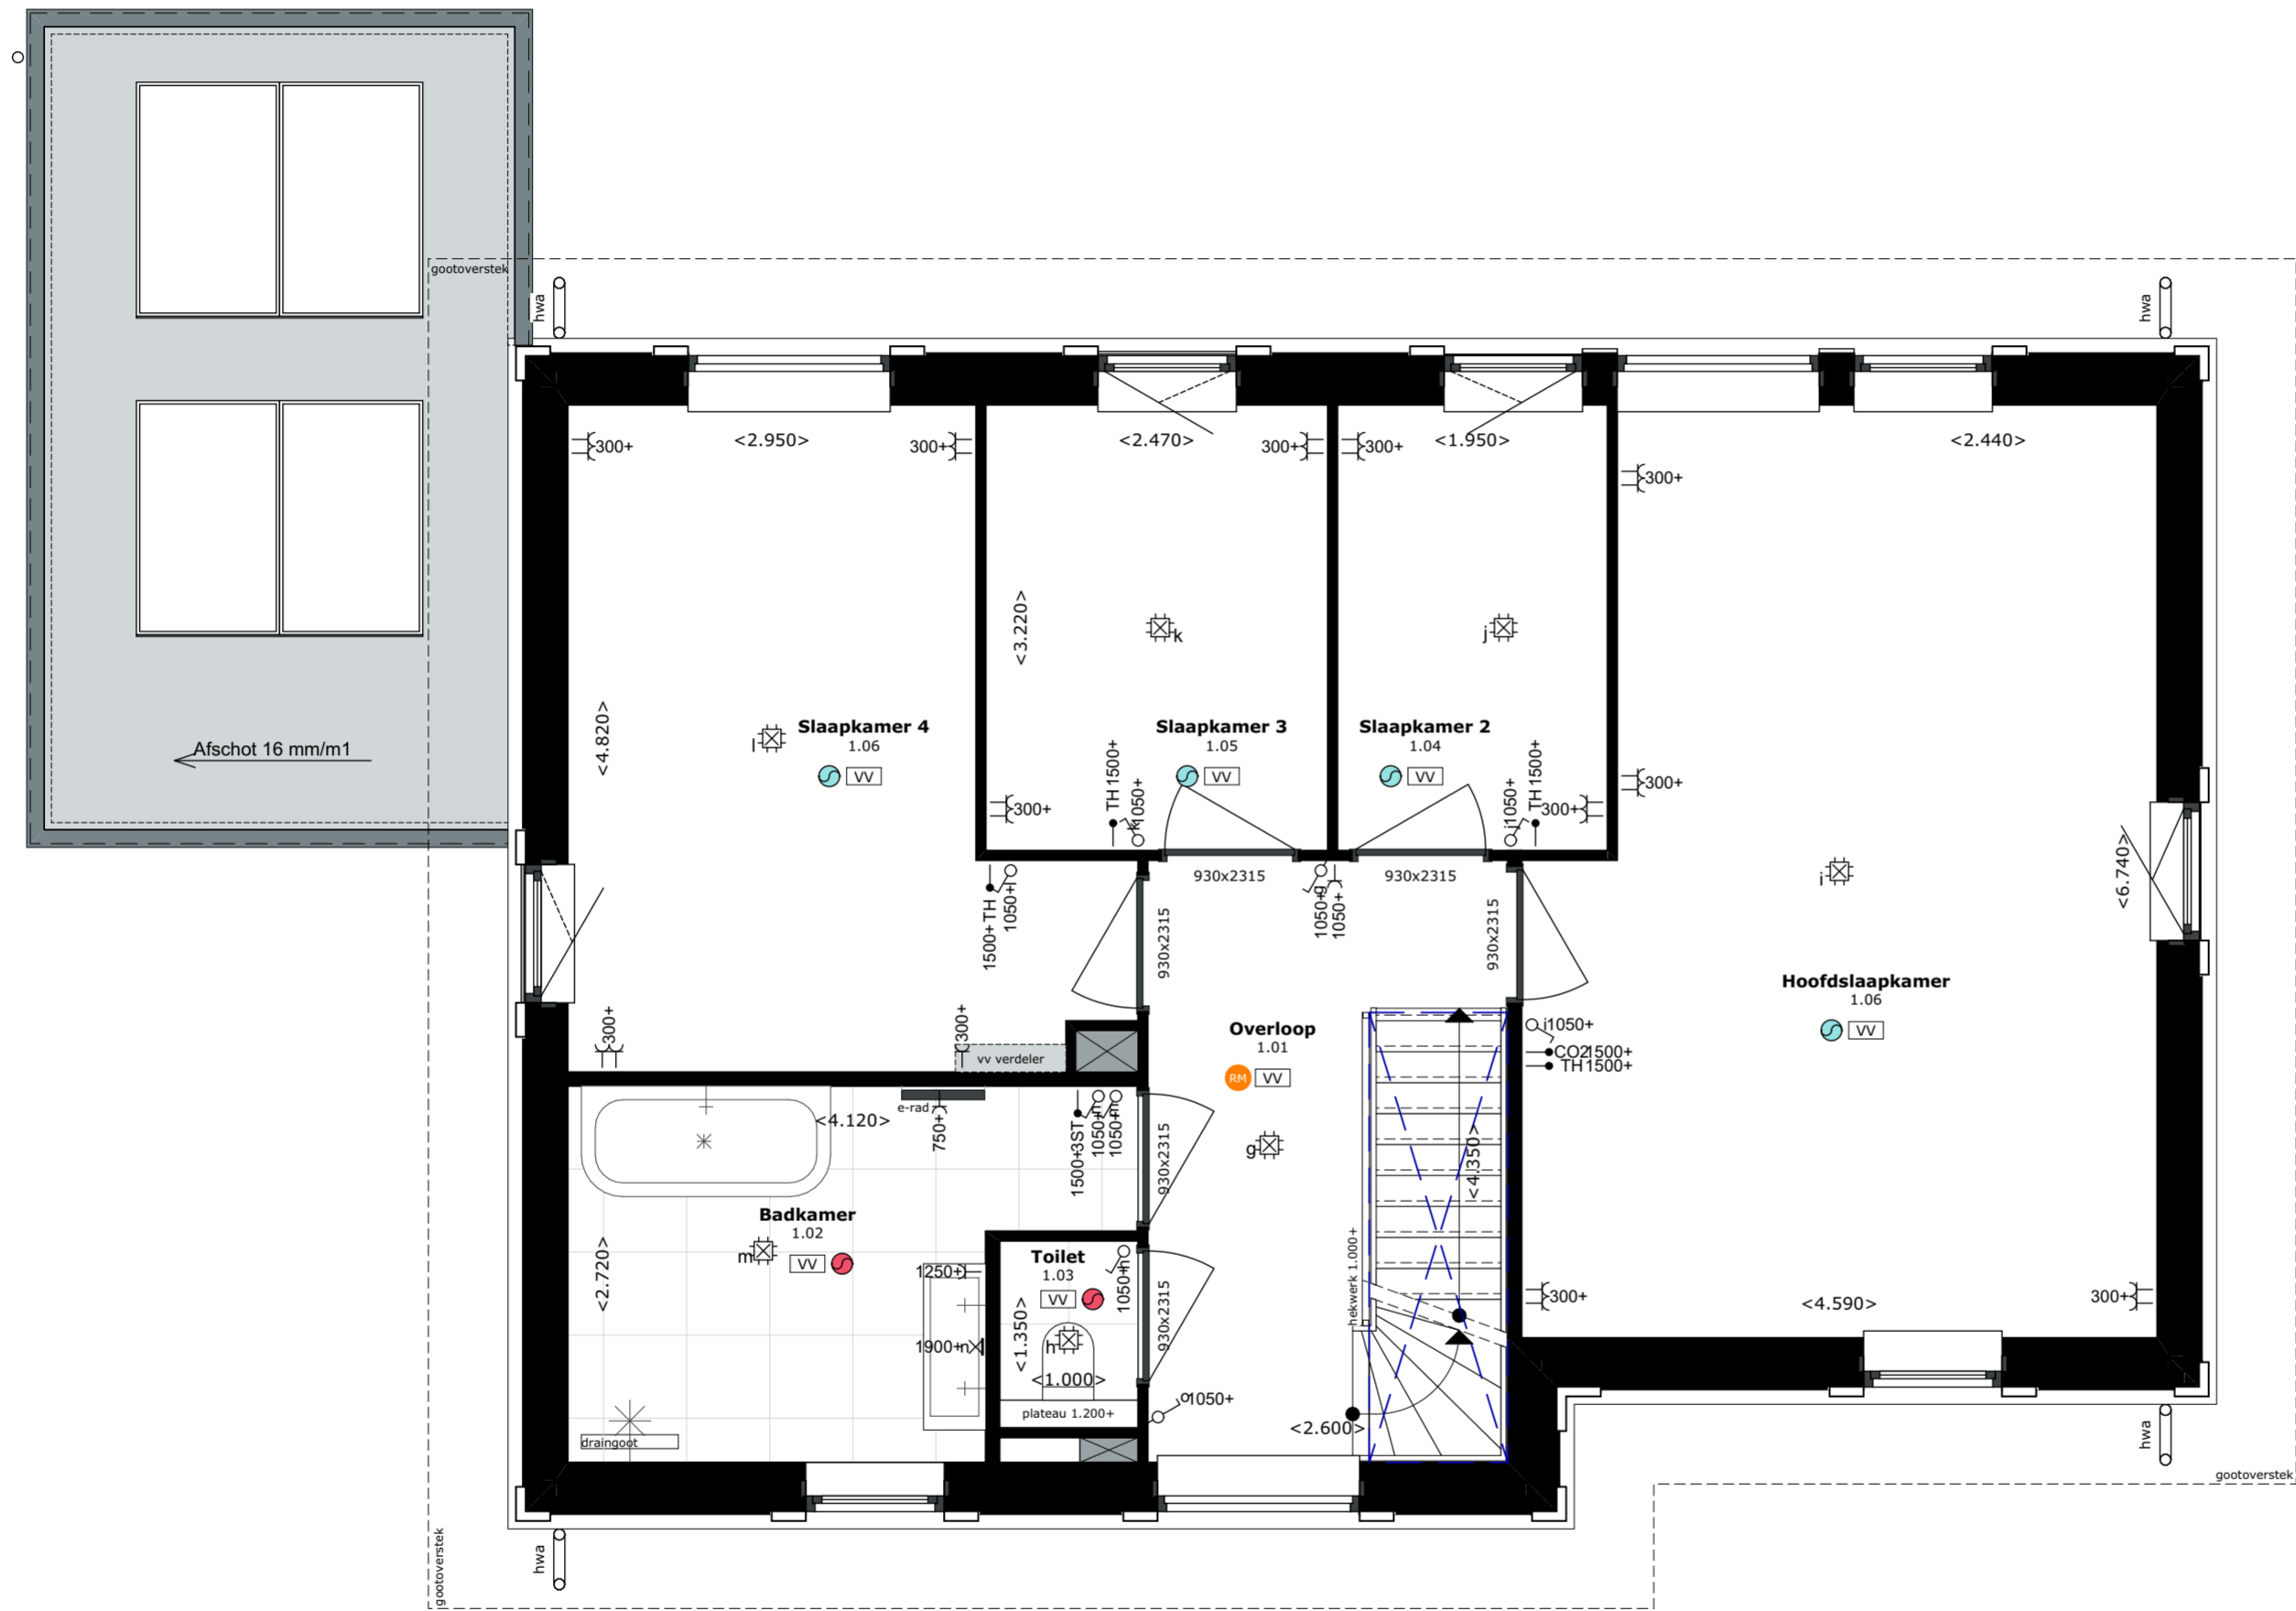 gootoverstek
hwa
hwa
<2.950>
<2.470>
<1.950>
<2.440>
300+
300+
300+
300+
300+
<3.220>
k
j
Slaapkamer 4
1.06
VV
l
<4.820>
Slaapkamer 3
1.05
VV
Slaapkamer 2
1.04
VV
Afschot 16 mm/m1
300+
TH 1500+
k1050+
j1050+
TH 1500+
300+
300+
i
<6.740>
930x2315
930x2315
1500+ TH
1050+l
1050+g
1050+
930x2315
930x2315
Hoofdslaapkamer
1.06
VV
300+
300+
vv verdeler
Overloop
1.01
RM
VV
i1050+
CO2 1500+
TH 1500+
e-rad
<4.120>
750+
1500+3ST
1050+n
1050+m
930x2315
g
<4.350>
Badkamer
1.02
m
VV
<2.720>
Toilet
1.03
VV
1050+h
1250+
<1.350>
h
1900+n
<1.000>
930x2315
hekwerk 1.000+
300+
<4.590>
300+
plateau 1.200+
o1050+
<2.600>
draingoot
hwa
gootoverstek
hwa
gootoverstek